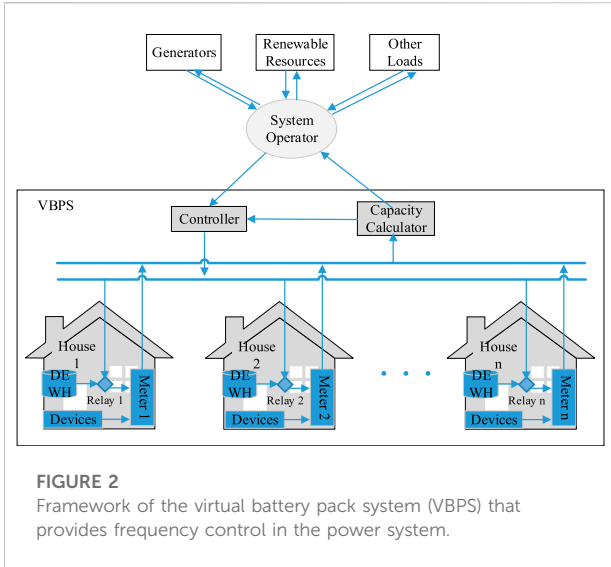 Generators
Renewable
Resources
Other
Loads
System
Operator
VBPS
Controller
Capacity
Calculator
House
1
DE
WH
Relay 1
Meter 1
Devices
House
2
DE
WH
Relay 2
Meter 2
Devices
House
n
DE
WH
Relay n
Meter n
Devices
FIGURE 2
Framework of the virtual battery pack system (VBPS) that
provides frequency control in the power system.